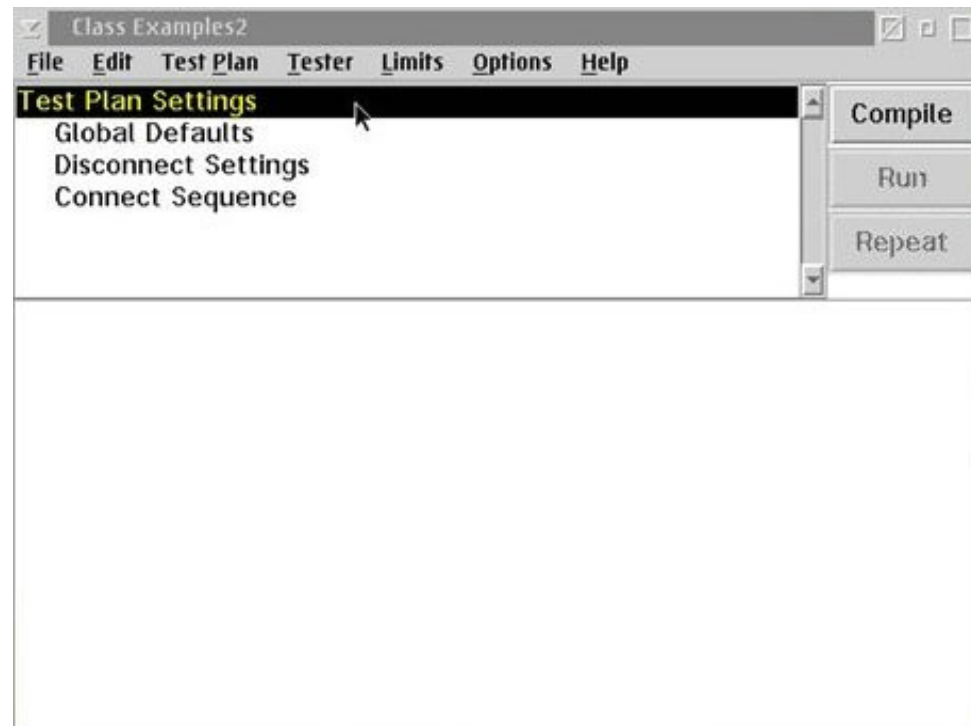 Class Examples2
File Edit Test Plan Tester Limits Options Help
Test Plan Settings
Global Defaults
Disconnect Settings
Connect Sequence
Compile
Run
Repeat